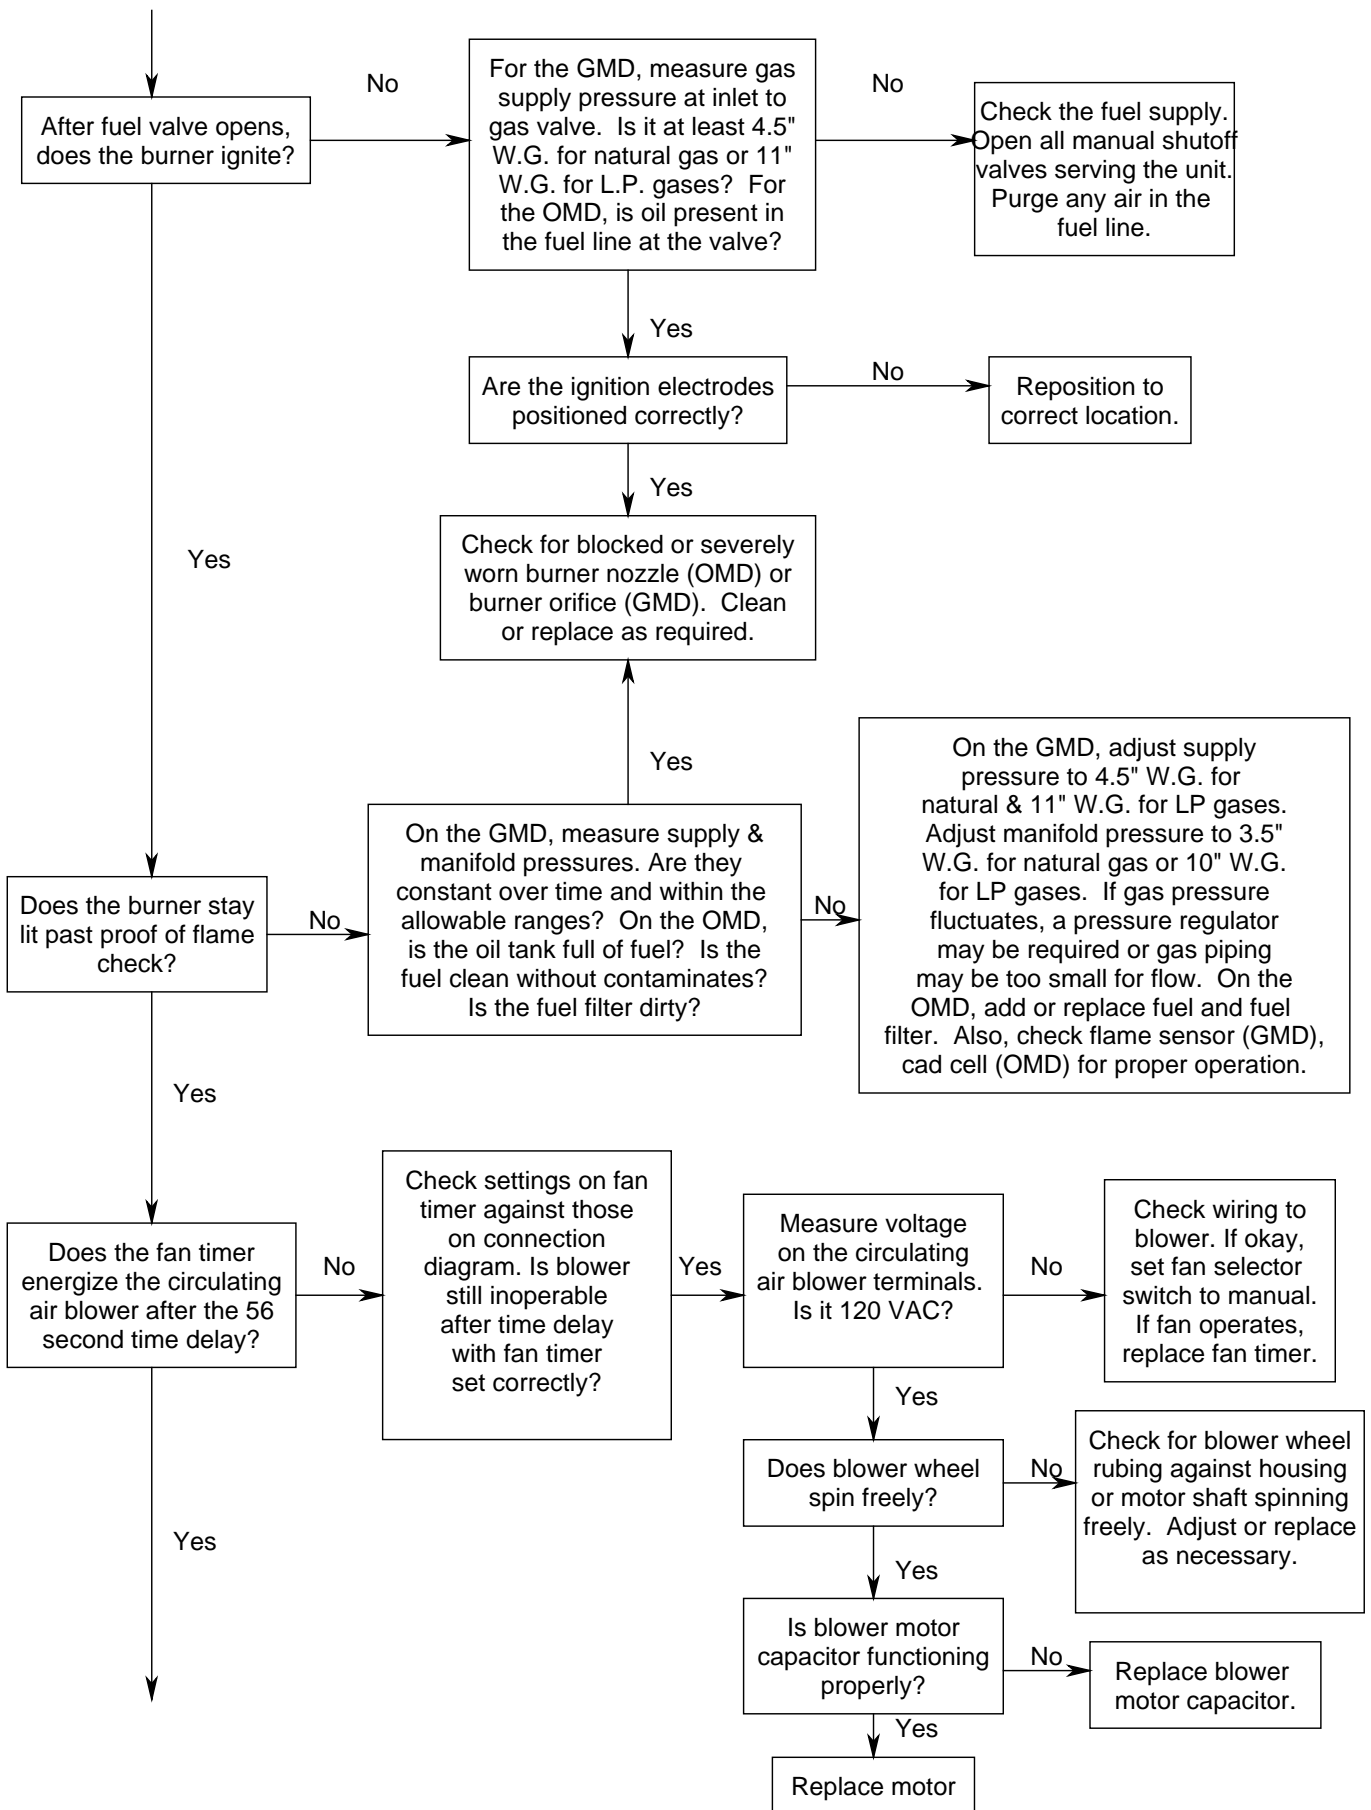 After fuel valve opens,
does the burner ignite?
No
For the GMD, measure gas
supply pressure at inlet to
gas valve.  Is it at least 4.5"
W.G. for natural gas or 11"
W.G. for L.P. gases?  For
the OMD, is oil present in
the fuel line at the valve?
No
Check the fuel supply.
Open all manual shutoff
valves serving the unit.
Purge any air in the
fuel line.
Yes
Are the ignition electrodes
positioned correctly?
No
Reposition to
correct location.
Yes
Check for blocked or severely
worn burner nozzle (OMD) or
burner orifice (GMD).  Clean
or replace as required.
Yes
Yes
Does the burner stay
lit past proof of flame
check?
No
On the GMD, measure supply &
manifold pressures. Are they
constant over time and within the
allowable ranges?  On the OMD,
is the oil tank full of fuel?  Is the
fuel clean without contaminates?
Is the fuel filter dirty?
No
On the GMD, adjust supply
pressure to 4.5" W.G. for
natural & 11" W.G. for LP gases.
Adjust manifold pressure to 3.5"
W.G. for natural gas or 10" W.G.
for LP gases.  If gas pressure
fluctuates, a pressure regulator
may be required or gas piping
may be too small for flow.  On the
OMD, add or replace fuel and fuel
filter.  Also, check flame sensor (GMD),
cad cell (OMD) for proper operation.
Yes
Does the fan timer
energize the circulating
air blower after the 56
second time delay?
No
Check settings on fan
timer against those
on connection
diagram. Is blower
still inoperable
after time delay
with fan timer
set correctly?
Yes
Measure voltage
on the circulating
air blower terminals.
Is it 120 VAC?
No
Check wiring to
blower. If okay,
set fan selector
switch to manual.
If fan operates,
replace fan timer.
Yes
Does blower wheel
spin freely?
No
Check for blower wheel
rubing against housing
or motor shaft spinning
freely.  Adjust or replace
as necessary.
Yes
Yes
Is blower motor
capacitor functioning
properly?
No
Replace blower
motor capacitor.
Yes
Replace motor